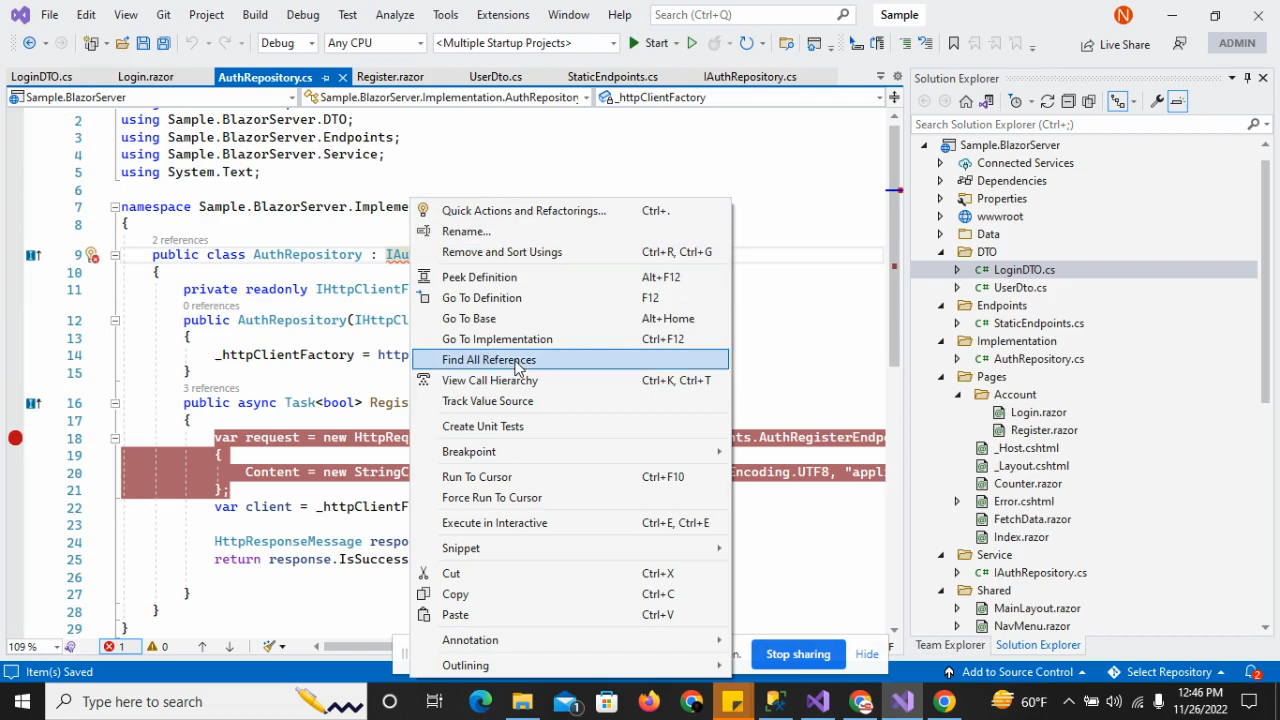 File Edit View Git Project Build Debug Test Analyze Tools Extensions Window Help Search (Ctrl+Q) Sample N
Debug Any CPU <Multiple Startup Projects> Start Live Share ADMIN
LoginDTO.cs Login.razor AuthRepository.cs Register.razor UserDto.cs StaticEndpoints.cs IAuthRepository.cs
Sample.BlazorServer Sample.BlazorServer.Implementation.AuthRepository _httpClientFactory
2 using Sample.BlazorServer.DTO;
3 using Sample.BlazorServer.Endpoints;
4 using Sample.BlazorServer.Service;
5 using System.Text;
6
7 namespace Sample.BlazorServer.Impleme
8 {
2 references
9 public class AuthRepository : IAu
10 {
11 private readonly IHttpClientF
0 references
12 public AuthRepository(IHttpCl
13 {
14 _httpClientFactory = http
15 }
3 references
16 public async Task<bool> Regis
17 {
18 var request = new HttpReq nts.AuthRegisterEndpo
19 {
20 Content = new StringC Encoding.UTF8, "appli
21 };
22 var client = _httpClientF
23
24 HttpResponseMessage respo
25 return response.IsSuccess
26
27 }
28 }
29 }
Quick Actions and Refactorings... Ctrl+.
Rename...
Remove and Sort Usings Ctrl+R, Ctrl+G
Peek Definition Alt+F12
Go To Definition F12
Go To Base Alt+Home
Go To Implementation Ctrl+F12
Find All References
View Call Hierarchy Ctrl+K, Ctrl+T
Track Value Source
Create Unit Tests
Breakpoint
Run To Cursor Ctrl+F10
Force Run To Cursor
Execute in Interactive Ctrl+E, Ctrl+E
Snippet
Cut Ctrl+X
Copy Ctrl+C
Paste Ctrl+V
Annotation
Outlining
Solution Explorer
Search Solution Explorer (Ctrl+;)
Sample.BlazorServer
Connected Services
Dependencies
Properties
wwwroot
Data
DTO
LoginDTO.cs
UserDto.cs
Endpoints
StaticEndpoints.cs
Implementation
AuthRepository.cs
Pages
Account
Login.razor
Register.razor
_Host.cshtml
_Layout.cshtml
Counter.razor
Error.cshtml
FetchData.razor
Index.razor
Service
IAuthRepository.cs
Shared
MainLayout.razor
NavMenu.razor
Team Explorer Solution Explorer
109 % 1 0 en. Stop sharing Hide F
Item(s) Saved Add to Source Control Select Repository 2
Type here to search 1 60°F 12:46 PM
11/26/2022